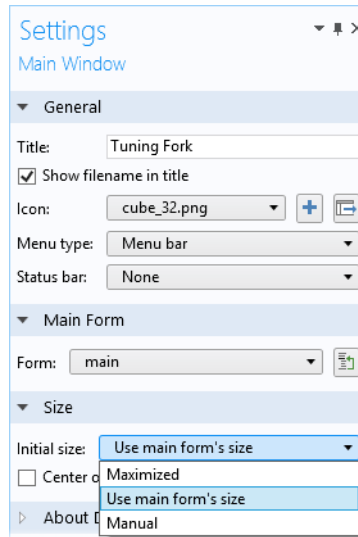 Settings
Main Window
General
Title: Tuning Fork
Show filename in title
Icon: cube_32.png
Menu type: Menu bar
Status bar: None
Main Form
Form: main
Size
Initial size: Use main form's size
Center
Maximized
Use main form's size
About
Manual